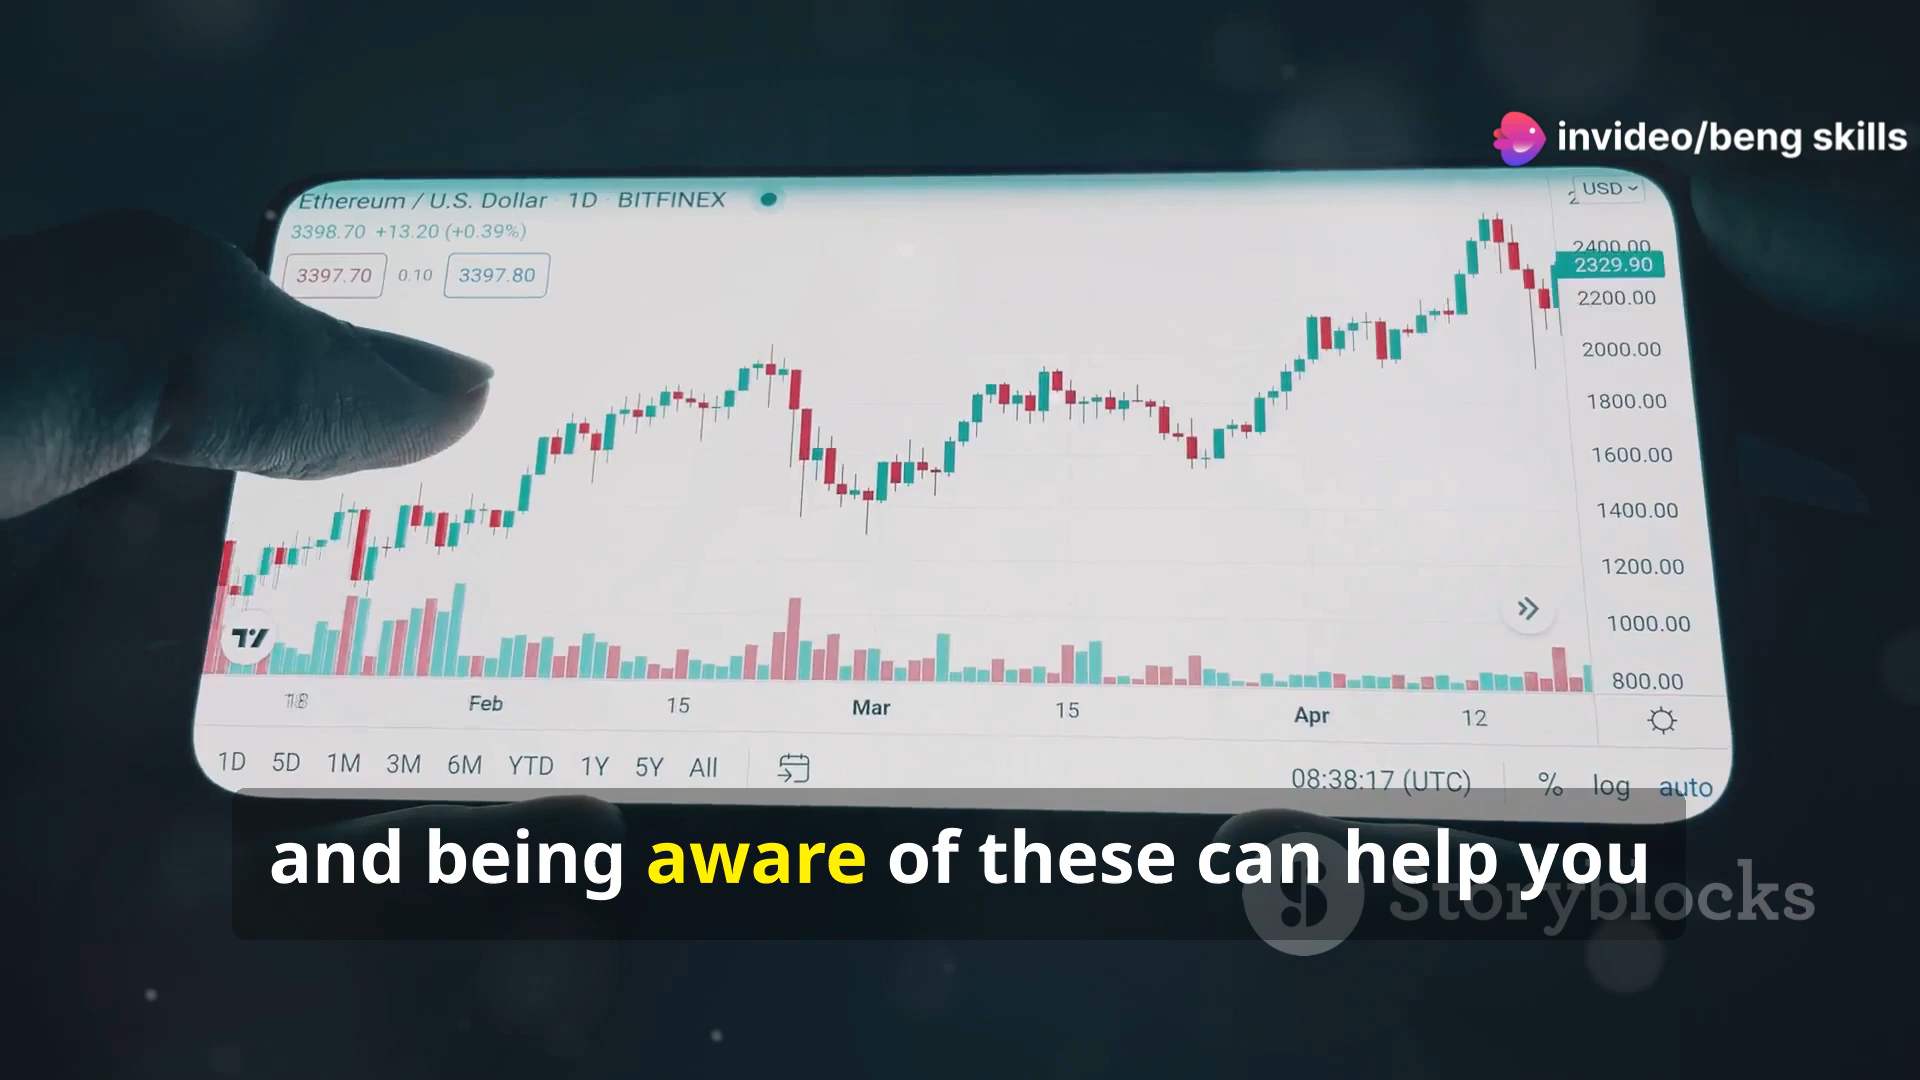 invideo/beng skills
Ethereum / U.S. Dollar · 1D · BITFINEX
USD
3398.70 +13.20 (+0.39%)
3397.70 0.10 3397.80
2400.00
2329.90
2200.00
2000.00
1800.00
1600.00
1400.00
1200.00
1000.00
800.00
Feb 15 Mar 15 Apr 12
1D 5D 1M 3M 6M YTD 1Y 5Y All
08:38:17 (UTC) % log auto
and being aware of these can help you
Storyblocks